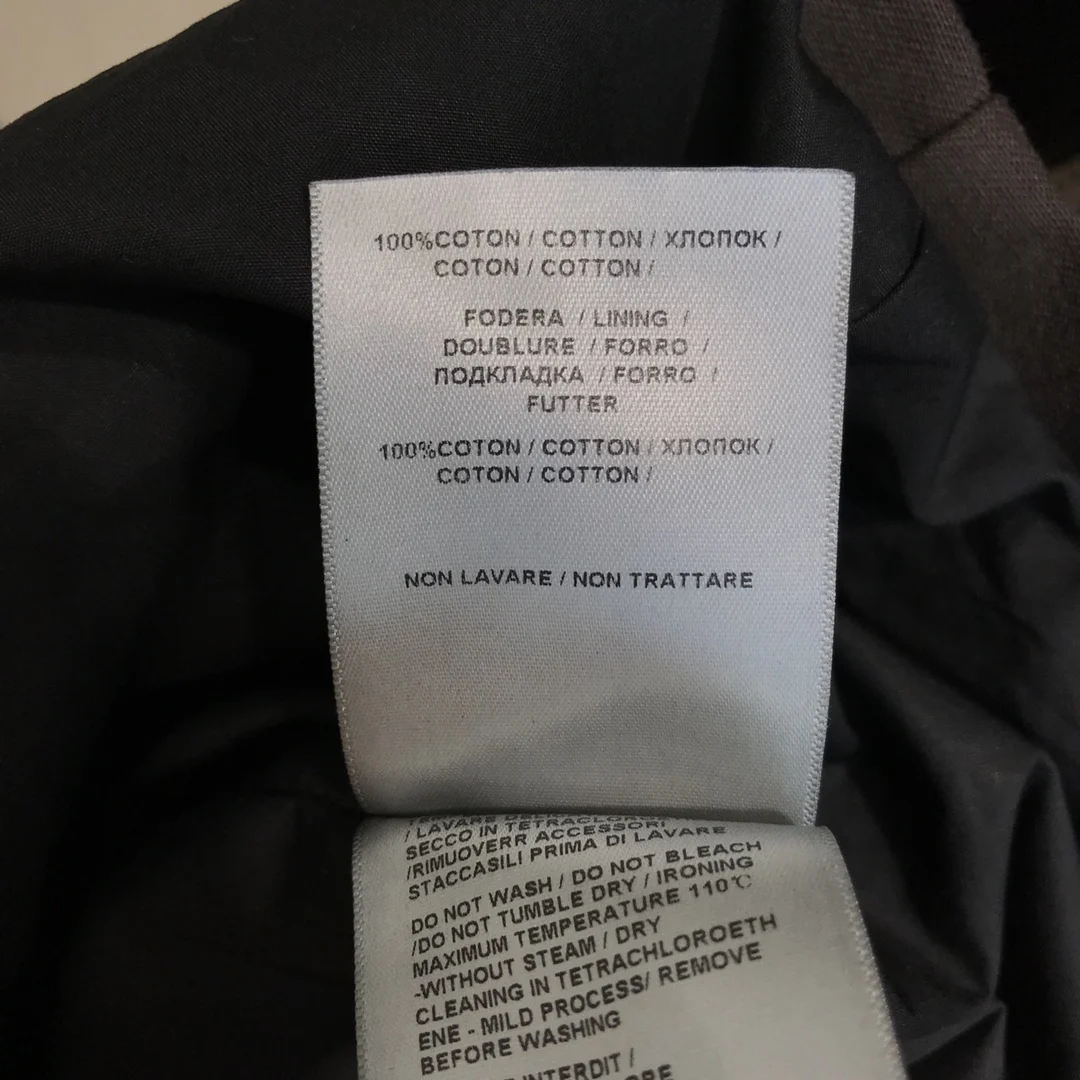 100%COTON / COTTON / ХЛОПОК /
COTON / COTTON /
FODERA / LINING /
DOUBLURE / FORRO /
ПОДКЛАДКА / FORRO /
FUTTER
100%COTON / COTTON / ХЛОПОК /
COTON / COTTON /
NON LAVARE / NON TRATTARE
/ LAVARE
SECCO IN
/RIMUOVERR ACCESSORI
STACCASILI PRIMA DI LAVARE
DO NOT WASH / DO NOT BLEACH
/DO NOT TUMBLE DRY / IRONING
MAXIMUM TEMPERATURE 110℃
-WITHOUT STEAM / DRY
CLEANING IN TETRACHLOROETH
ENE - MILD PROCESS/ REMOVE
BEFORE WASHING
INTERDIT /